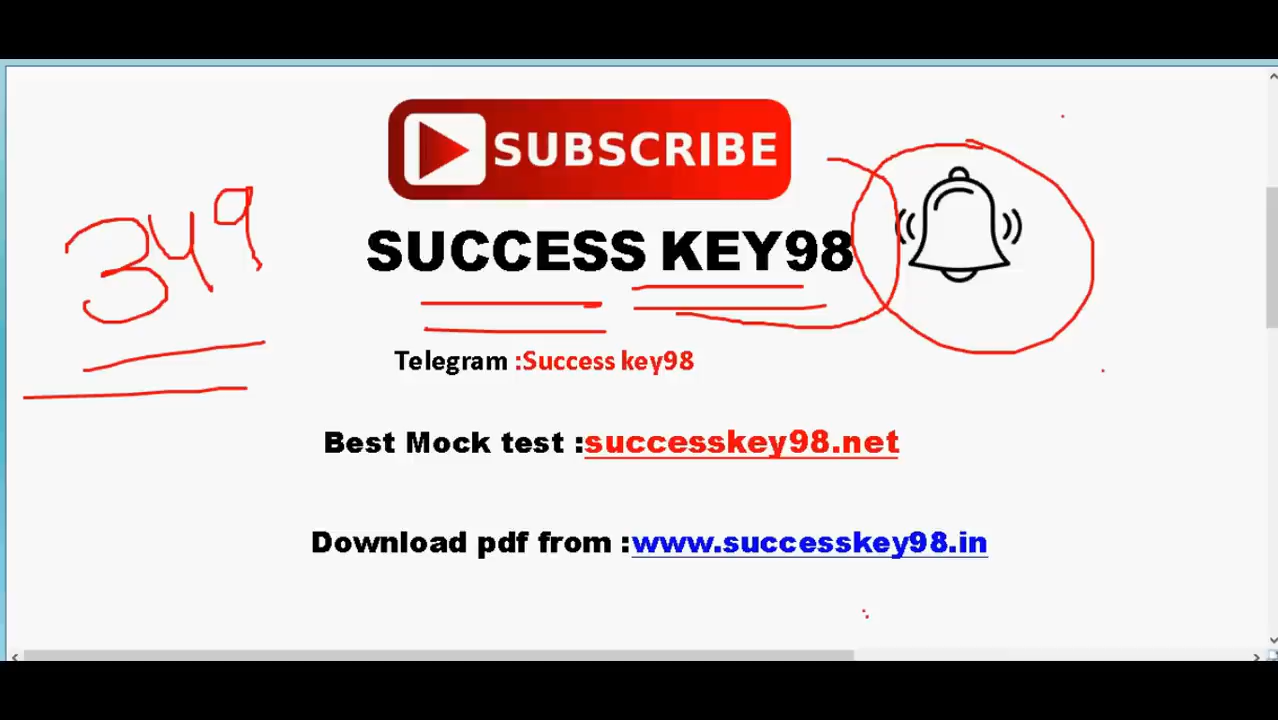 SUBSCRIBE
349
SUCCESS KEY98
Telegram :Success key98
Best Mock test :successkey98.net
Download pdf from :www.successkey98.in